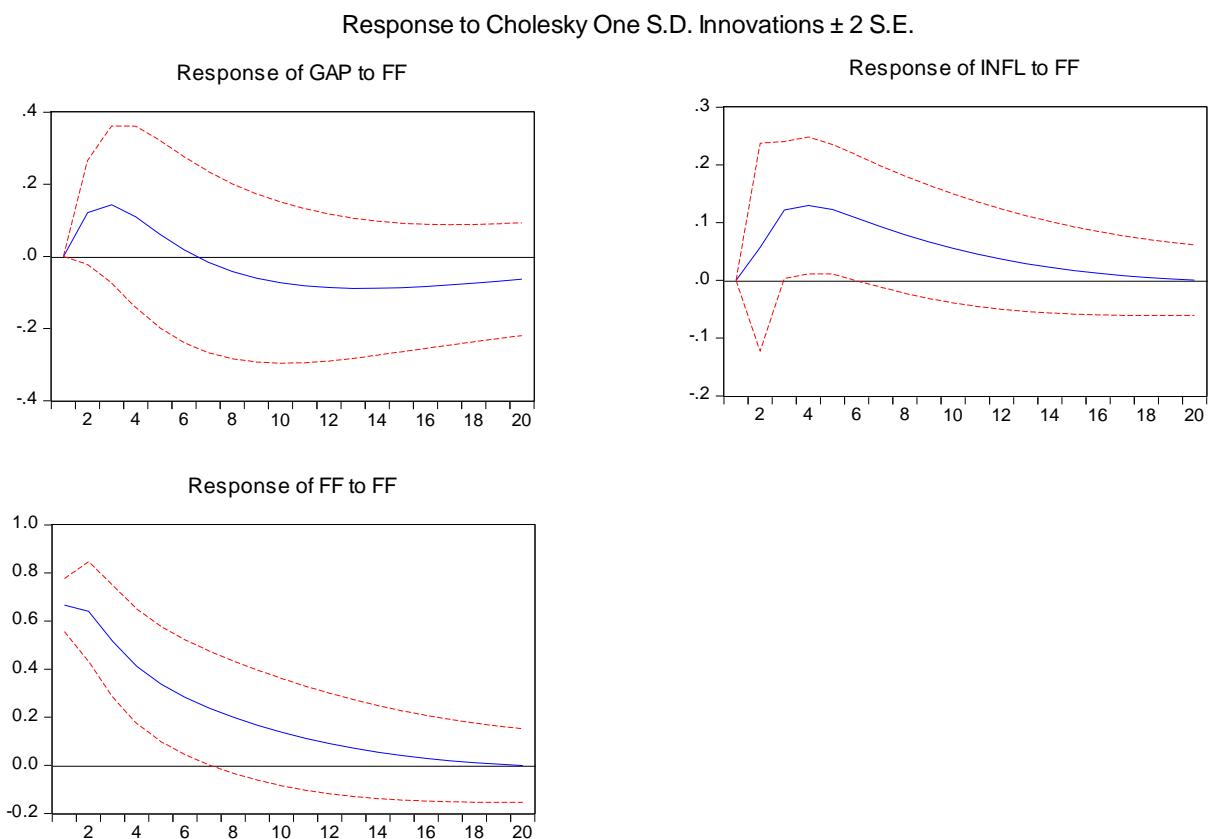 Response to Cholesky One S.D. Innovations ± 2 S.E.
Response of GAP to FF
.4
.2
.0
-.2
-.4
2 4 6 8 10 12 14 16 18 20
Response of INFL to FF
.3
.2
.1
.0
-.1
-.2
2 4 6 8 10 12 14 16 18 20
Response of FF to FF
1.0
0.8
0.6
0.4
0.2
0.0
-0.2
2 4 6 8 10 12 14 16 18 20